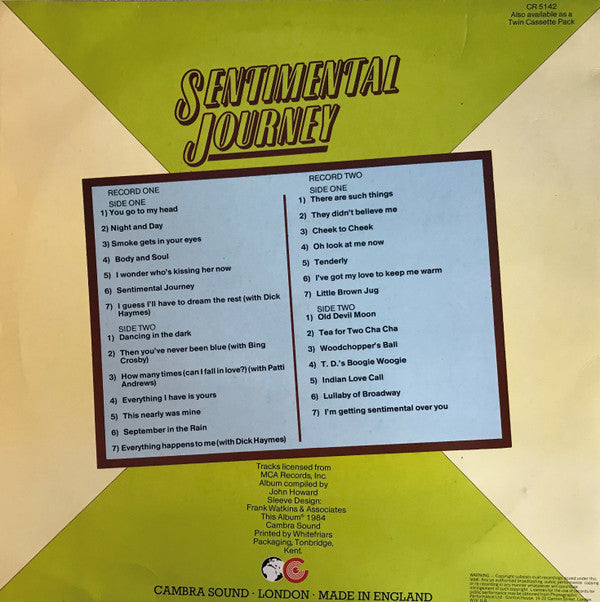 CR 5142
Also available as a
Twin Cassette Pack
SENTIMENTAL
JOURNEY
RECORD ONE
SIDE ONE
1) You go to my head
2) Night and Day
3) Smoke gets in your eyes
4) Body and Soul
5) I wonder who's kissing her now
6) Sentimental Journey
7) I guess I'll have to dream the rest (with Dick
Haymes)
SIDE TWO
1) Dancing in the dark
2) Then you've never been blue (with Bing
Crosby)
3) How many times (can I fall in love?) (with Patti
Andrews)
4) Everything I have is yours
5) This nearly was mine
6) September in the Rain
7) Everything happens to me (with Dick Haymes)
RECORD TWO
SIDE ONE
1) There are such things
2) They didn't believe me
3) Cheek to Cheek
4) Oh look at me now
5) Tenderly
6) I've got my love to keep me warm
7) Little Brown Jug
SIDE TWO
1) Old Devil Moon
2) Tea for Two Cha Cha
3) Woodchopper's Ball
4) T. D.'s Boogie Woogie
5) Indian Love Call
6) Lullaby of Broadway
7) I'm getting sentimental over you
Tracks licensed from
MCA Records, Inc.
Album compiled by
John Howard
Sleeve Design:
Frank Watkins & Associates
This Album® 1984
Cambra Sound
Printed by Whitefriars
Packaging, Tonbridge,
Kent.
CAMBRA SOUND · LONDON · MADE IN ENGLAND